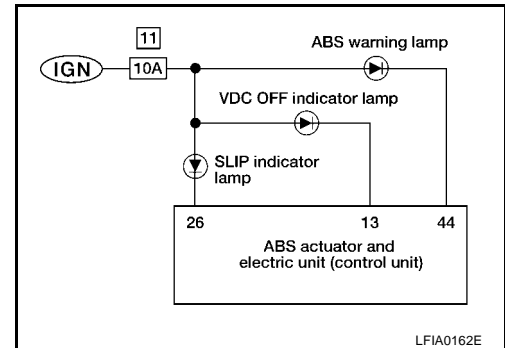 11
IGN
10A
ABS warning lamp
VDC OFF indicator lamp
SLIP indicator
lamp
26
13
44
ABS actuator and
electric unit (control unit)
LFIA0162E